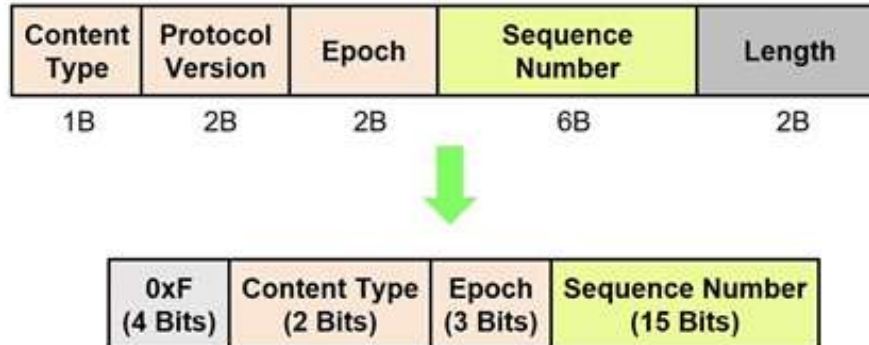 Content Type
Protocol Version
Epoch
Sequence Number
Length
1B
2B
2B
6B
2B
0xF (4 Bits)
Content Type (2 Bits)
Epoch (3 Bits)
Sequence Number (15 Bits)